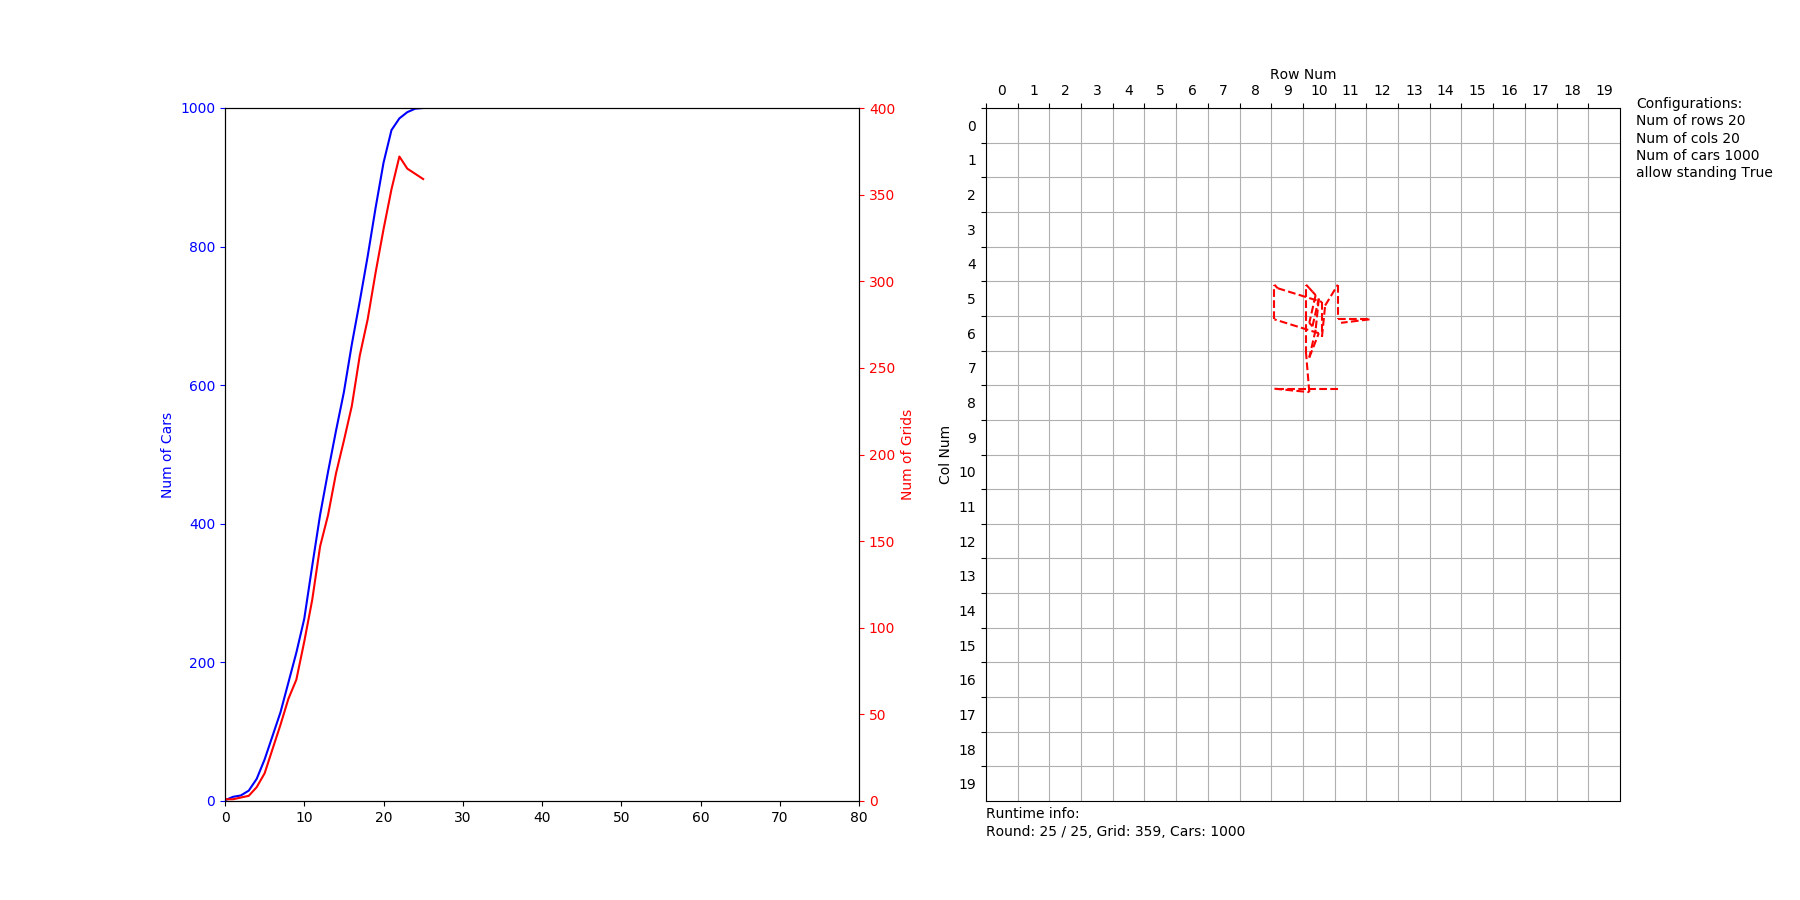 1000
800
600
400
200
0
Num of Cars
0 10 20 30 40 50 60 70 80
400
350
300
250
200
150
100
50
0
Num of Grids
Row Num
0 1 2 3 4 5 6 7 8 9 10 11 12 13 14 15 16 17 18 19
Col Num
0
1
2
3
4
5
6
7
8
9
10
11
12
13
14
15
16
17
18
19
Configurations:
Num of rows 20
Num of cols 20
Num of cars 1000
allow standing True
Runtime info:
Round: 25 / 25, Grid: 359, Cars: 1000